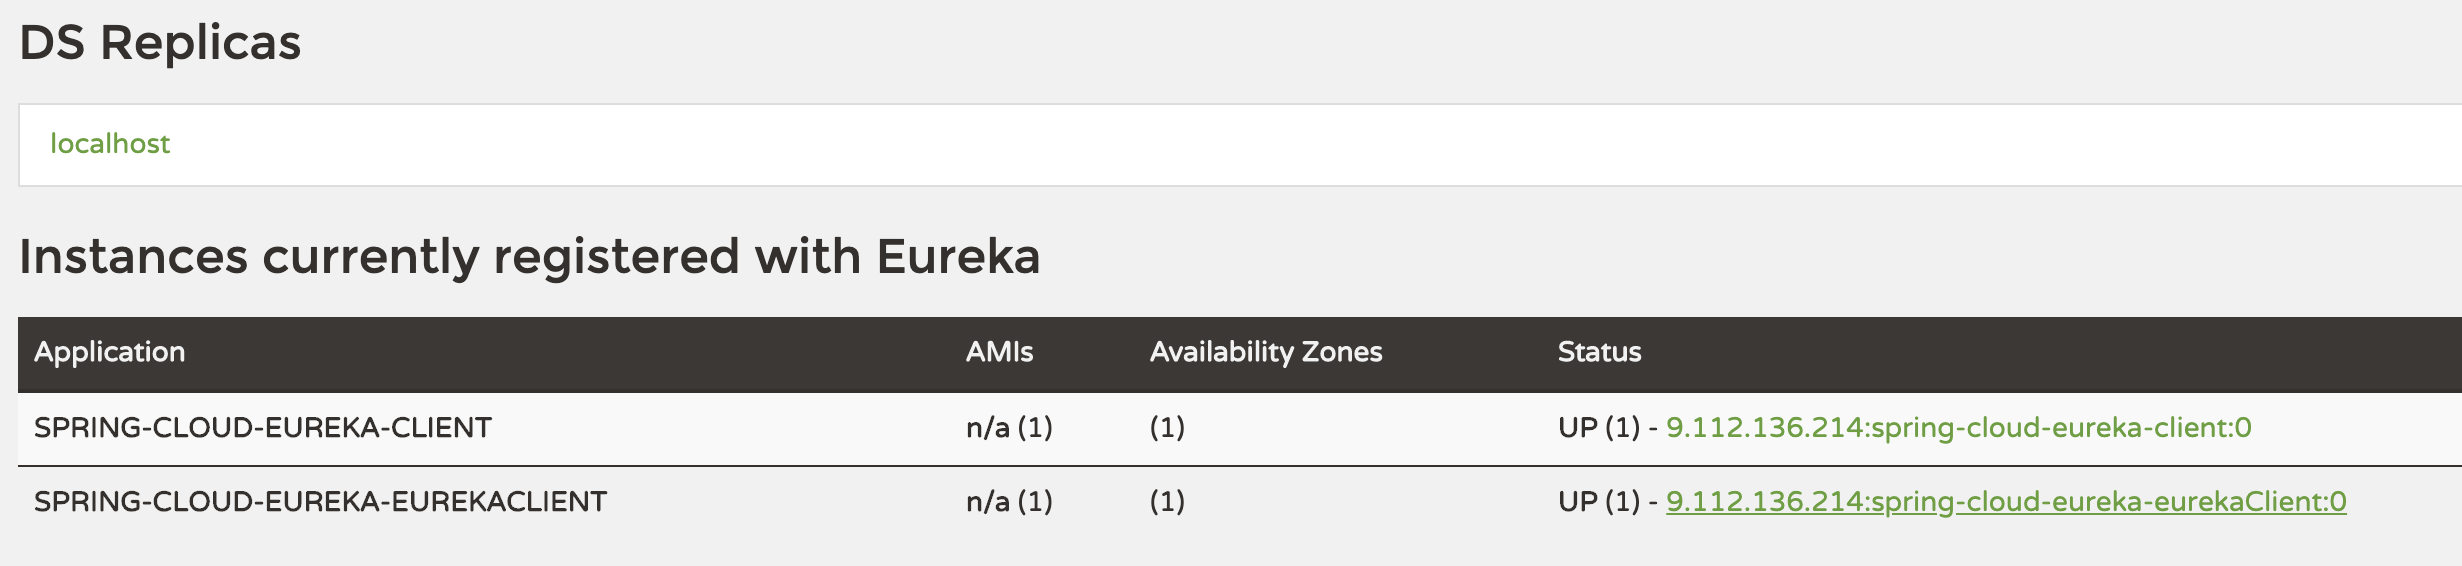 DS Replicas
localhost
Instances currently registered with Eureka
Application AMIs Availability Zones Status
SPRING-CLOUD-EUREKA-CLIENT n/a (1) (1) UP (1) - 9.112.136.214:spring-cloud-eureka-client:0
SPRING-CLOUD-EUREKA-EUREKACLIENT n/a (1) (1) UP (1) - 9.112.136.214:spring-cloud-eureka-eurekaClient:0